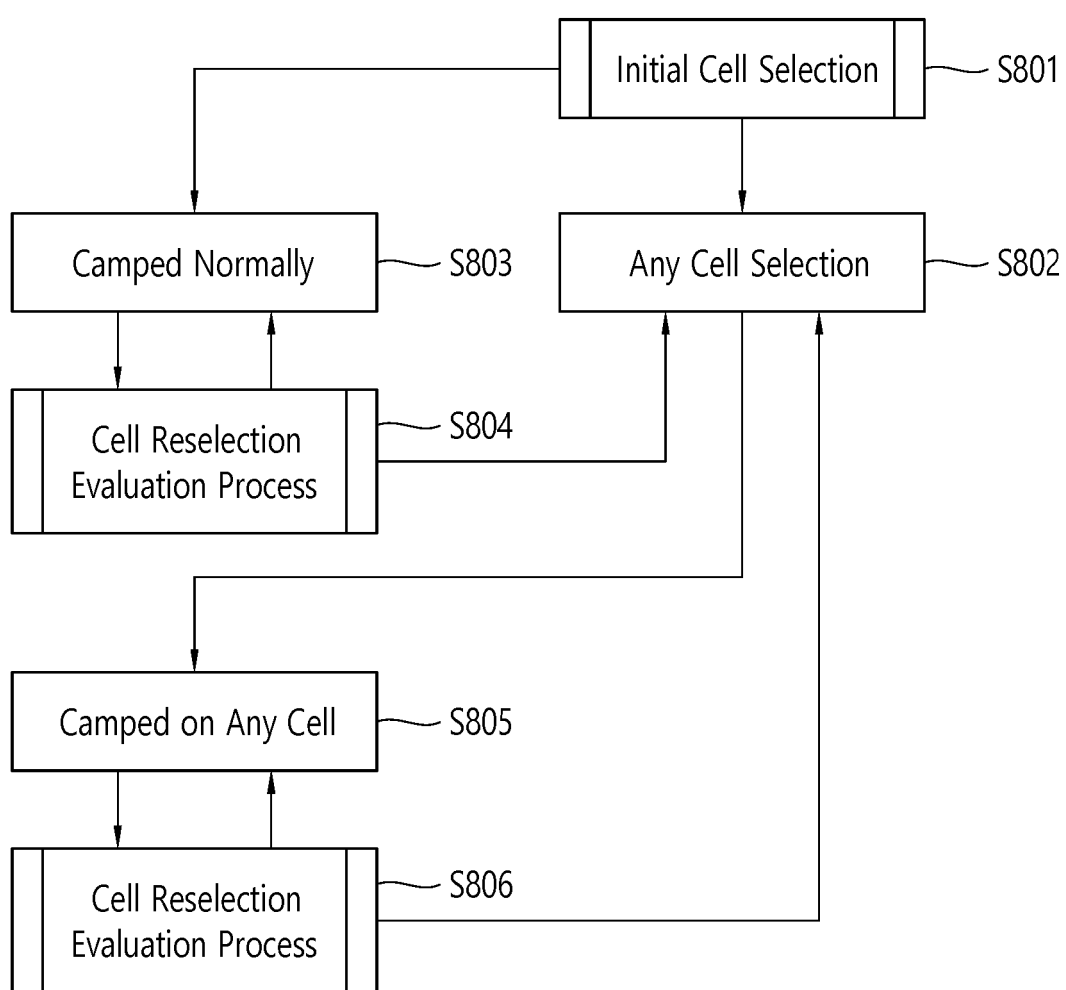 Initial Cell Selection
S801
Camped Normally
S803
Any Cell Selection
S802
Cell Reselection
Evaluation Process
S804
Camped on Any Cell
S805
Cell Reselection
Evaluation Process
S806